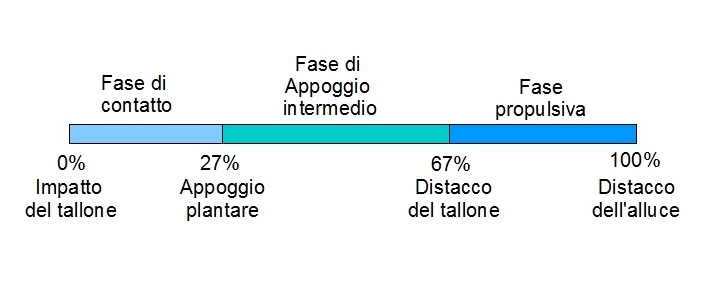 Fase di
contatto
Fase di
Appoggio
intermedio
Fase
propulsiva
0%
Impatto
del tallone
27%
Appoggio
plantare
67%
Distacco
del tallone
100%
Distacco
dell'alluce